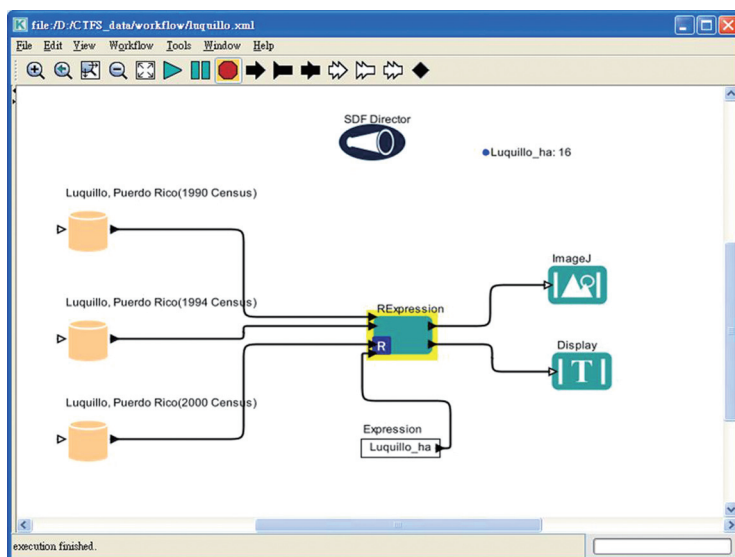 file:/D:/CTFS_data/workflow/luquillo.xml
File Edit View Workflow Tools Window Help
SDF Director
Luquillo_ha: 16
Luquillo, Puerdo Rico(1990 Census)
ImageJ
Luquillo, Puerdo Rico(1994 Census)
RExpression
R
Display
T
Luquillo, Puerdo Rico(2000 Census)
Expression
Luquillo_ha
execution finished.